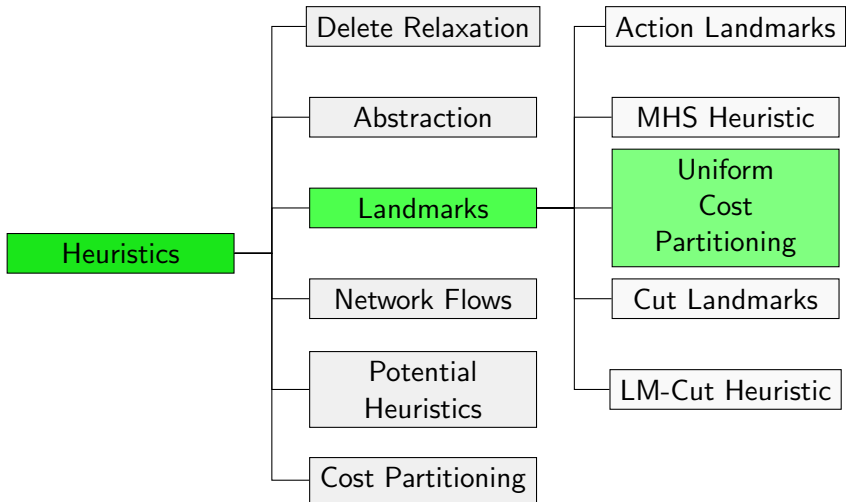 Heuristics
Delete Relaxation
Abstraction
Landmarks
Network Flows
Potential
Heuristics
Cost Partitioning
Action Landmarks
MHS Heuristic
Uniform
Cost
Partitioning
Cut Landmarks
LM-Cut Heuristic